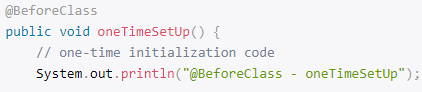 @BeforeClass
public void oneTimeSetUp() {
    // one-time initialization code
    System.out.println("@BeforeClass - oneTimeSetUp");